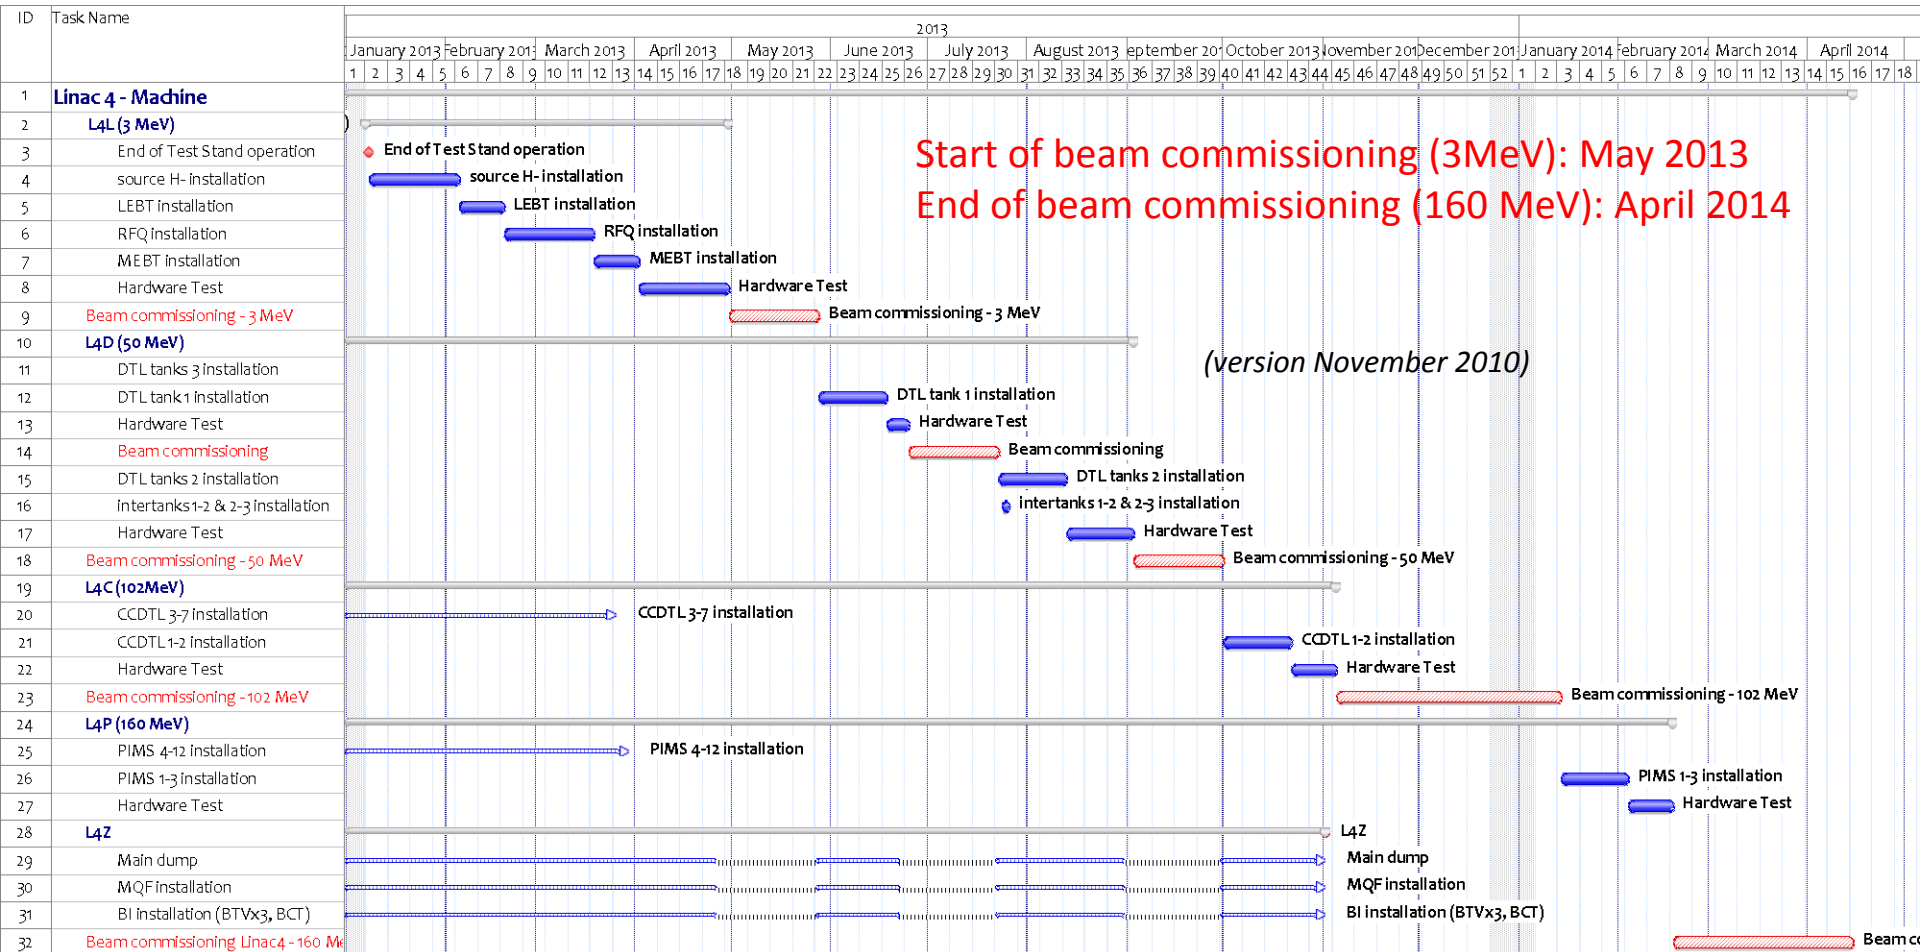 ID Task Name
2013
January 2013 February 201 March 2013 April 2013 May 2013 June 2013 July 2013 August 2013 eptember 201 October 2013 November 201 December 201 January 2014 February 2014 March 2014 April 2014
1 2 3 4 5 6 7 8 9 10 11 12 13 14 15 16 17 18 19 20 21 22 23 24 25 26 27 28 29 30 31 32 33 34 35 36 37 38 39 40 41 42 43 44 45 46 47 48 49 50 51 52 1 2 3 4 5 6 7 8 9 10 11 12 13 14 15 16 17 18
1 Linac 4 - Machine
2 L4L (3 MeV) )
3 End of Test Stand operation End of Test Stand operation
Start of beam commissioning (3MeV): May 2013
4 source H- installation source H- installation
5 LEBT installation LEBT installation
End of beam commissioning (160 MeV): April 2014
6 RFQ installation RFQ installation
7 MEBT installation MEBT installation
8 Hardware Test Hardware Test
9 Beam commissioning - 3 MeV Beam commissioning - 3 MeV
10 L4D (50 MeV)
11 DTL tanks 3 installation
(version November 2010)
12 DTL tank 1 installation DTL tank 1 installation
13 Hardware Test Hardware Test
14 Beam commissioning Beam commissioning
15 DTL tanks 2 installation DTL tanks 2 installation
16 intertanks 1-2 & 2-3 installation intertanks 1-2 & 2-3 installation
17 Hardware Test Hardware Test
18 Beam commissioning - 50 MeV Beam commissioning - 50 MeV
19 L4C (102MeV)
20 CCDTL 3-7 installation CCDTL 3-7 installation
21 CCDTL 1-2 installation CCDTL 1-2 installation
22 Hardware Test Hardware Test
23 Beam commissioning - 102 MeV Beam commissioning - 102 MeV
24 L4P (160 MeV)
25 PIMS 4-12 installation PIMS 4-12 installation
26 PIMS 1-3 installation PIMS 1-3 installation
27 Hardware Test Hardware Test
28 L4Z L4Z
29 Main dump Main dump
30 MQF installation MQF installation
31 BI installation (BTVx3, BCT) BI installation (BTVx3, BCT)
32 Beam commissioning Linac4 - 160 Me Beam c